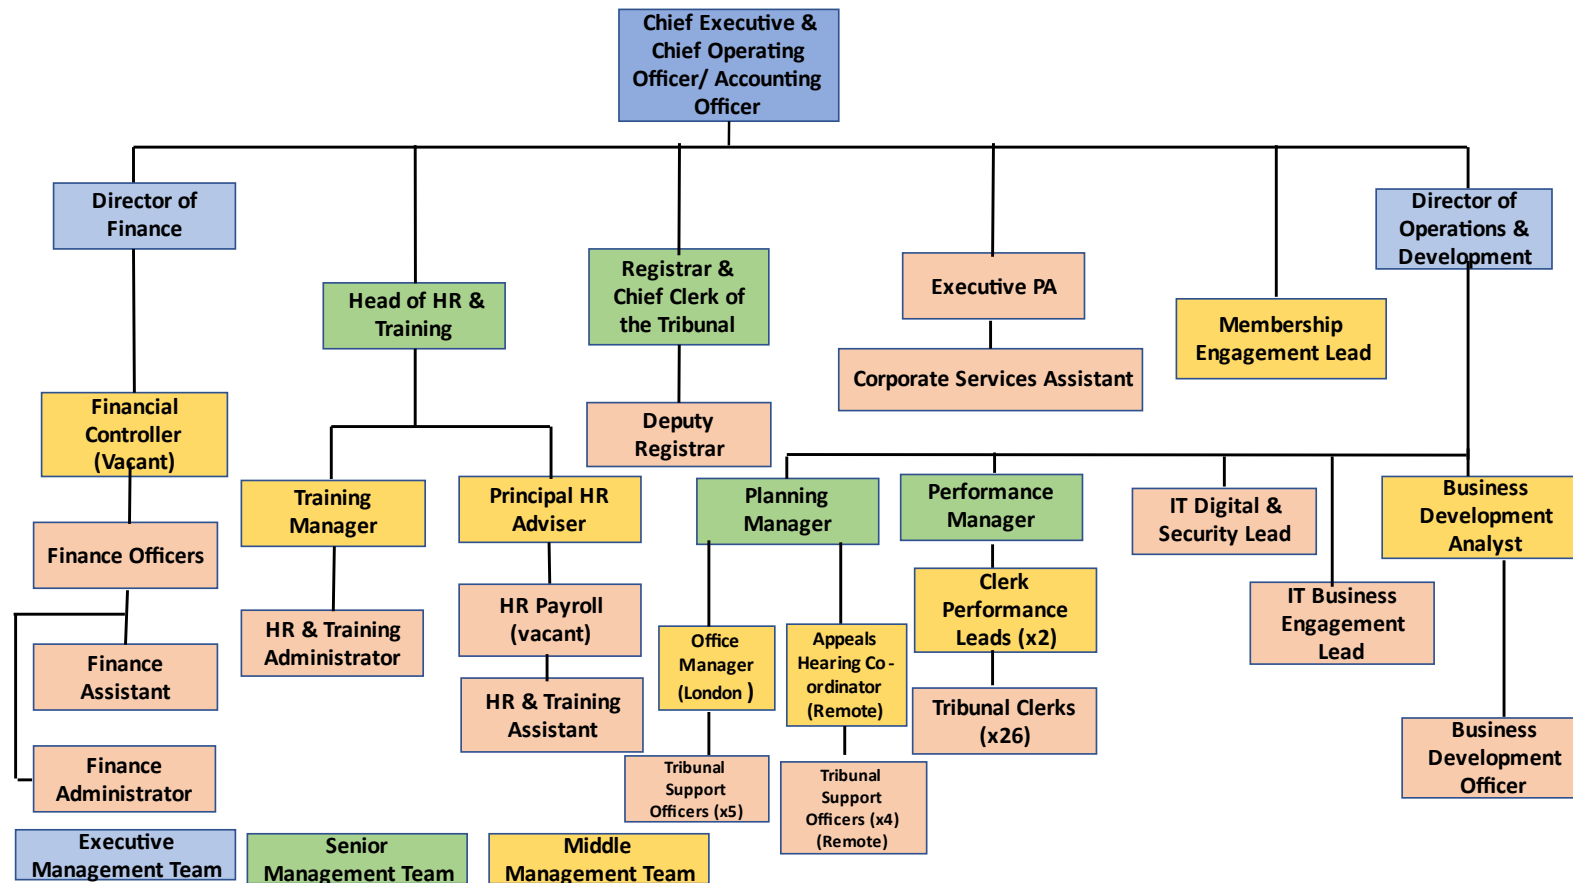 Chief Executive &
Chief Operating
Officer/ Accounting
Officer
Director of
Finance
Head of HR &
Training
Registrar &
Chief Clerk of
the Tribunal
Executive PA
Membership
Engagement Lead
Director of
Operations &
Development
Corporate Services Assistant
Financial
Controller
(Vacant)
Deputy
Registrar
Training
Manager
Principal HR
Adviser
Planning
Manager
Performance
Manager
IT Digital &
Security Lead
Business
Development
Analyst
Finance Officers
HR & Training
Administrator
HR Payroll
(vacant)
Office
Manager
(London )
Appeals
Hearing Co -
ordinator
(Remote)
Clerk
Performance
Leads (x2)
IT Business
Engagement
Lead
Finance
Assistant
HR & Training
Assistant
Tribunal Clerks
(x26)
Business
Development
Officer
Finance
Administrator
Tribunal
Support
Officers (x5)
Tribunal
Support
Officers (x4)
(Remote)
Executive
Management Team
Senior
Management Team
Middle
Management Team